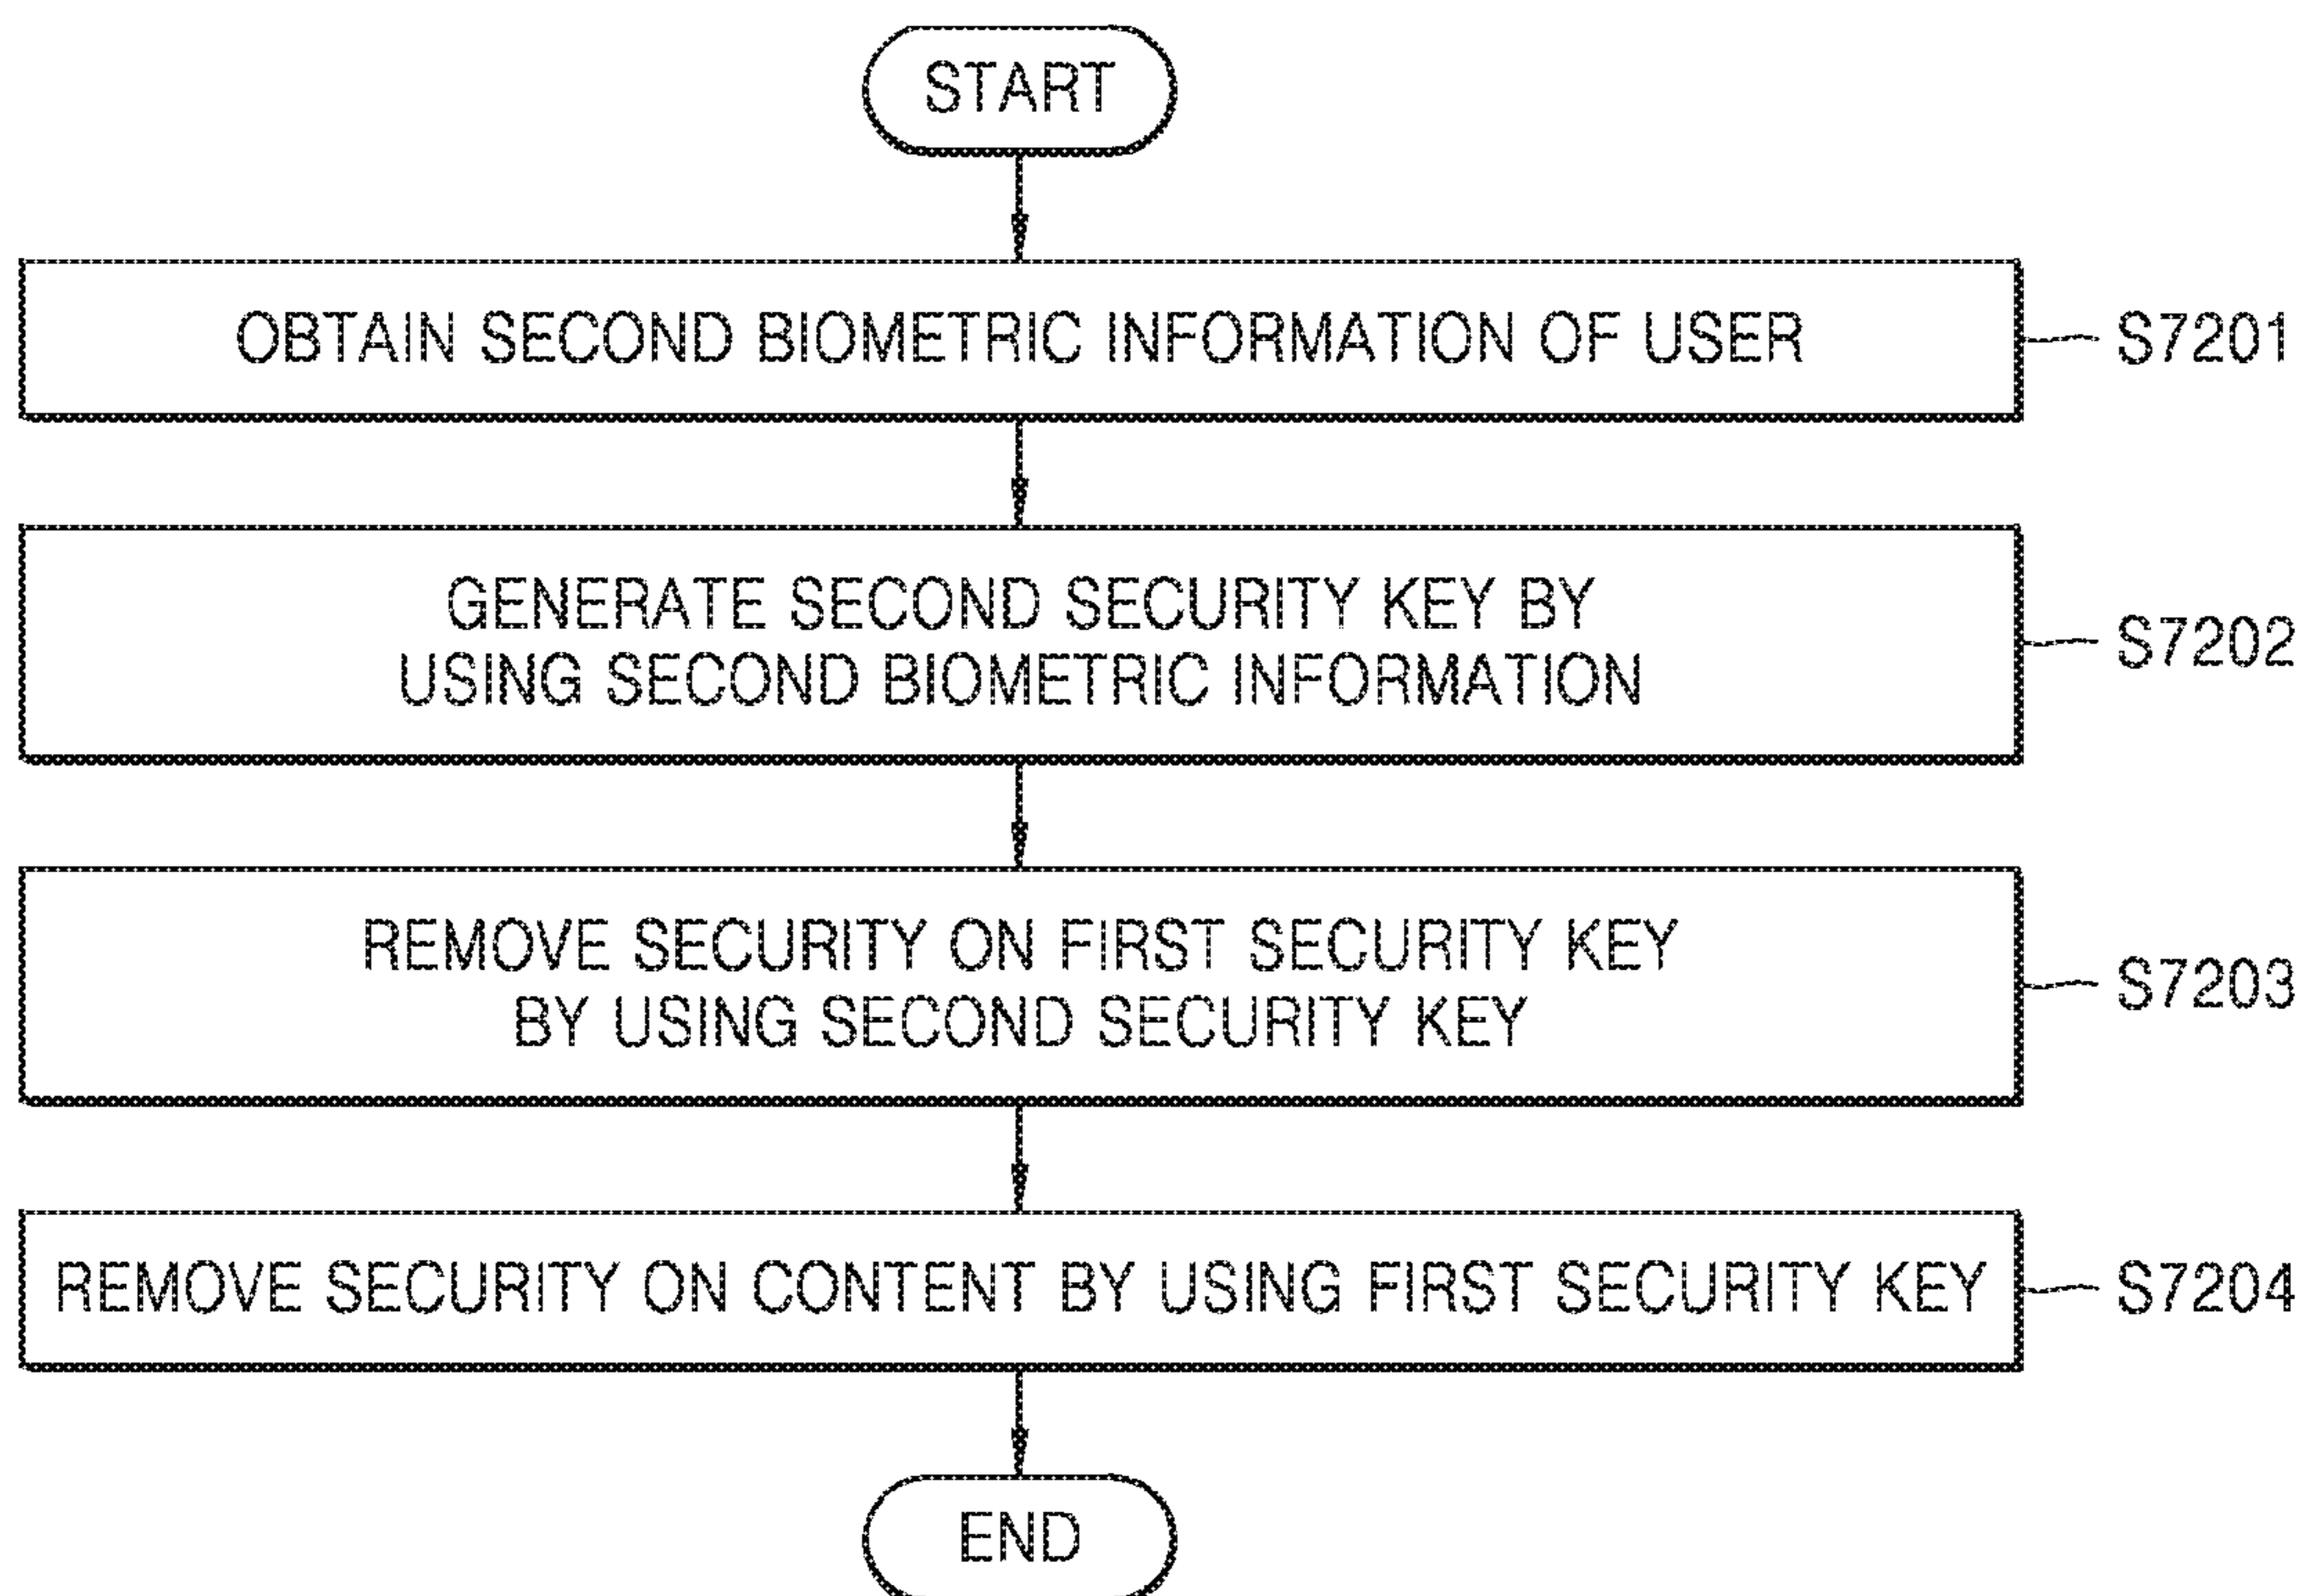 START
OBTAIN SECOND BIOMETRIC INFORMATION OF USER
S7201
GENERATE SECOND SECURITY KEY BY
USING SECOND BIOMETRIC INFORMATION
S7202
REMOVE SECURITY ON FIRST SECURITY KEY
BY USING SECOND SECURITY KEY
S7203
REMOVE SECURITY ON CONTENT BY USING FIRST SECURITY KEY
S7204
END